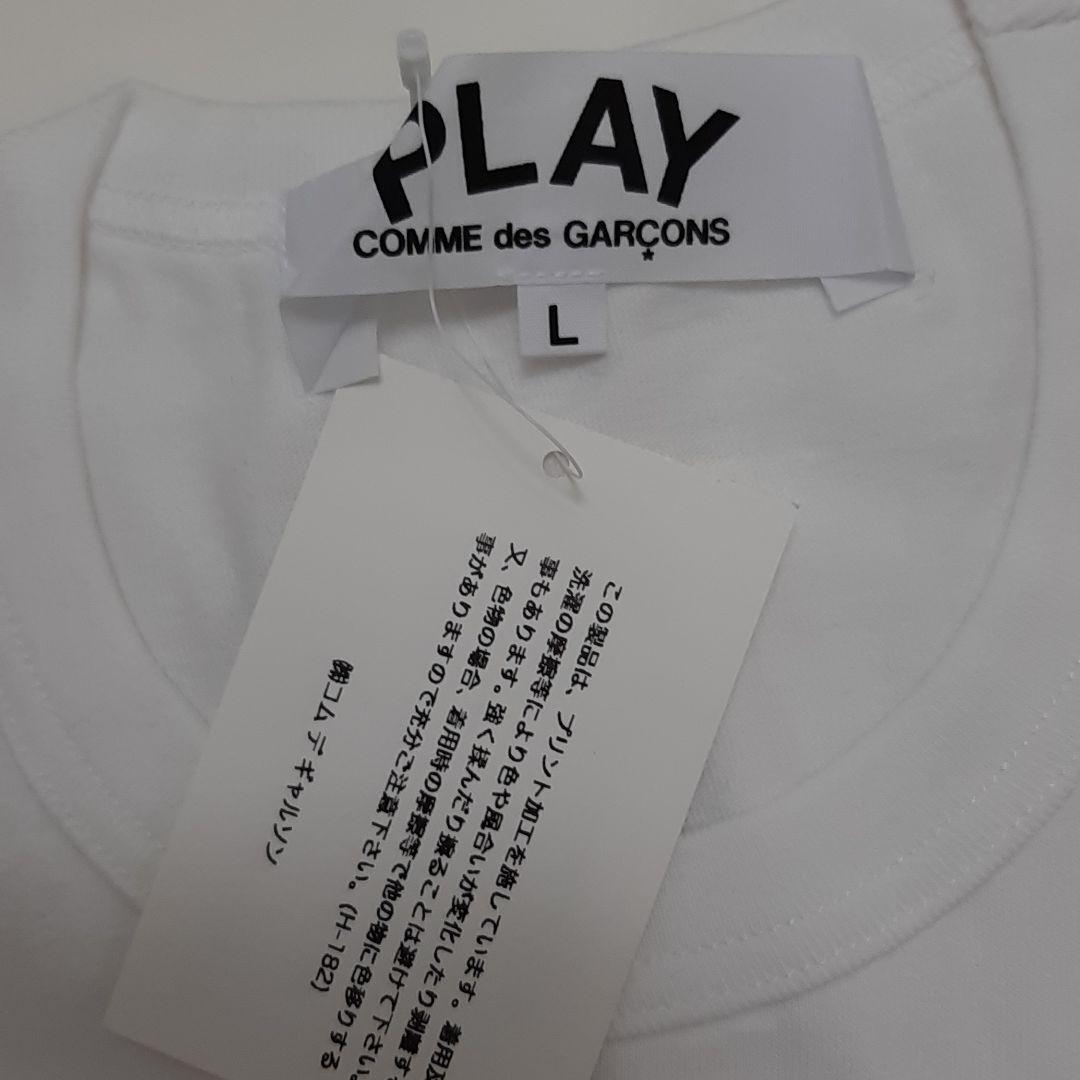 PLAY
COMME des GARÇONS
L
この製品は、プリント加工を施しています。着用及
洗濯の摩擦等により色や風合いが変化したり剥離す
事もあります。強く揉んだり擦ることは避けて下さい。
又、色物の場合、着用時の摩擦等で他の物に色移りする
事がありますので充分ご注意下さい。(H-182)
㈱コム デ ギャルソン